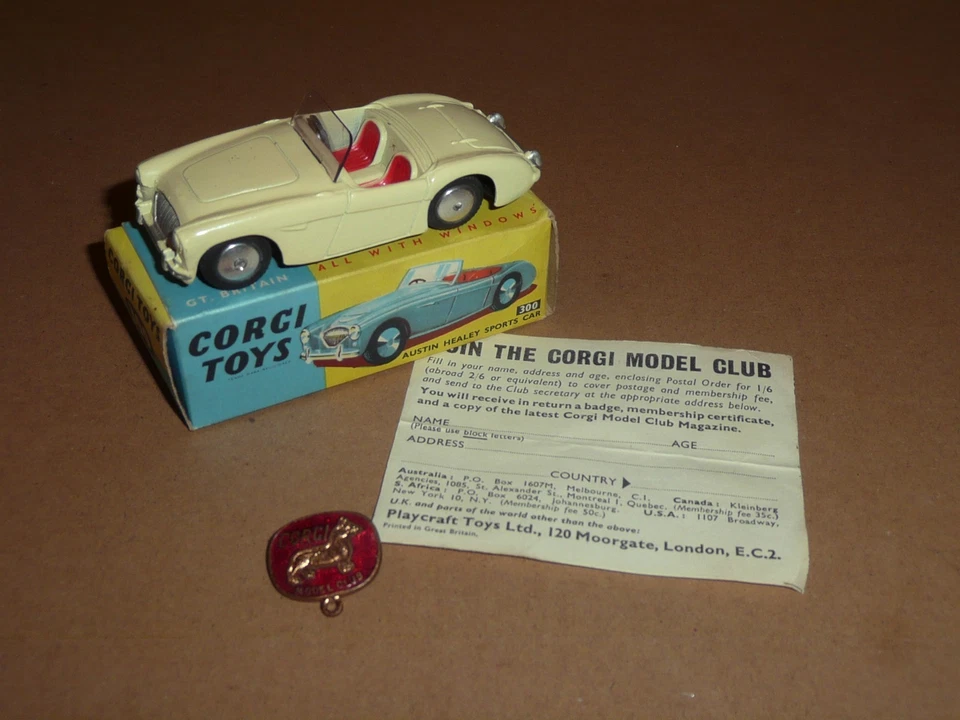 ALL WITH WINDOWS
GT. BRITAIN
CORGI
TOYS
300
AUSTIN HEALEY SPORTS CAR
CORGI TOYS
IN THE CORGI MODEL CLUB
Fill in your name, address and age, enclosing Postal Order for 1/6
(abroad 2/6 or equivalent) to cover postage and membership fee,
and send to the Club secretary at the appropriate address below.
You will receive in return a badge, membership certificate,
and a copy of the latest Corgi Model Club Magazine.
NAME
(Please use block letters)
AGE
ADDRESS
COUNTRY
Australia: P.O. Box 1607M, Melbourne, C.1. Canada: Kleinberg
Agencies, 1085, St. Alexander St., Montreal 1, Quebec. (Membership fee 35c.)
S. Africa: P.O. Box 6024, Johannesburg. U.S.A.: 1107 Broadway,
New York 10, N.Y. (Membership fee 50c.)
U.K. and parts of the world other than the above:
Playcraft Toys Ltd., 120 Moorgate, London, E.C.2.
Printed in Great Britain.
CORGI
MODEL CLUB